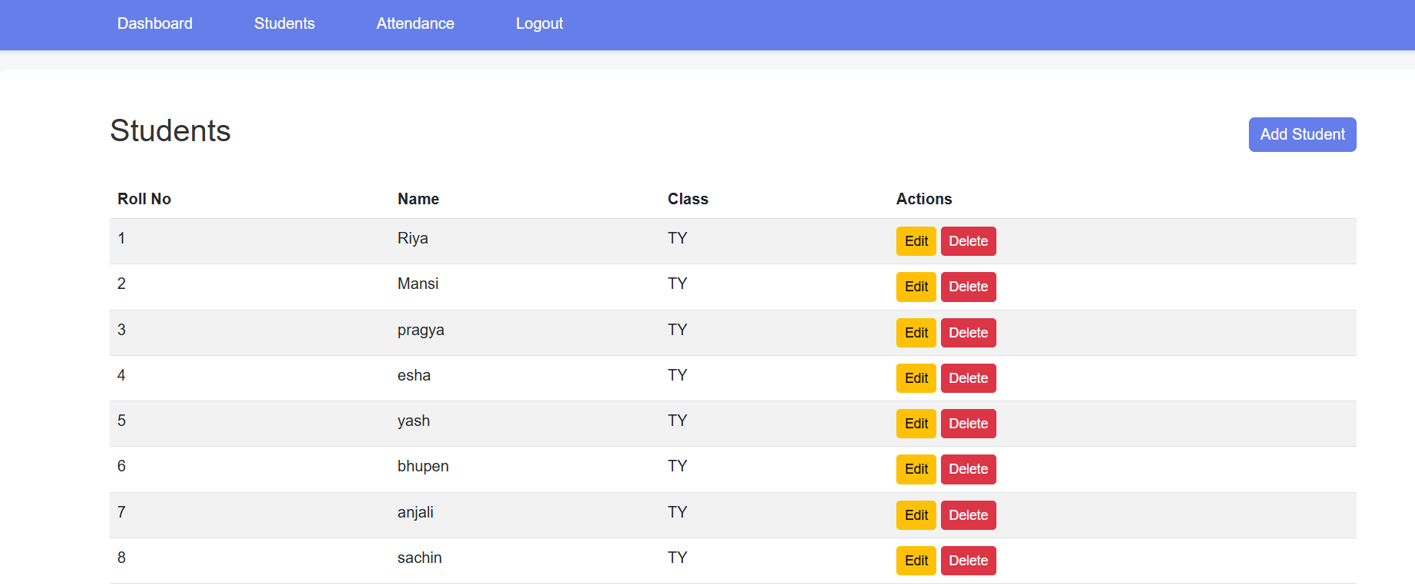 Dashboard Students Attendance Logout
Students Add Student
Roll No Name Class Actions
1 Riya TY Edit Delete
2 Mansi TY Edit Delete
3 pragya TY Edit Delete
4 esha TY Edit Delete
5 yash TY Edit Delete
6 bhupen TY Edit Delete
7 anjali TY Edit Delete
8 sachin TY Edit Delete